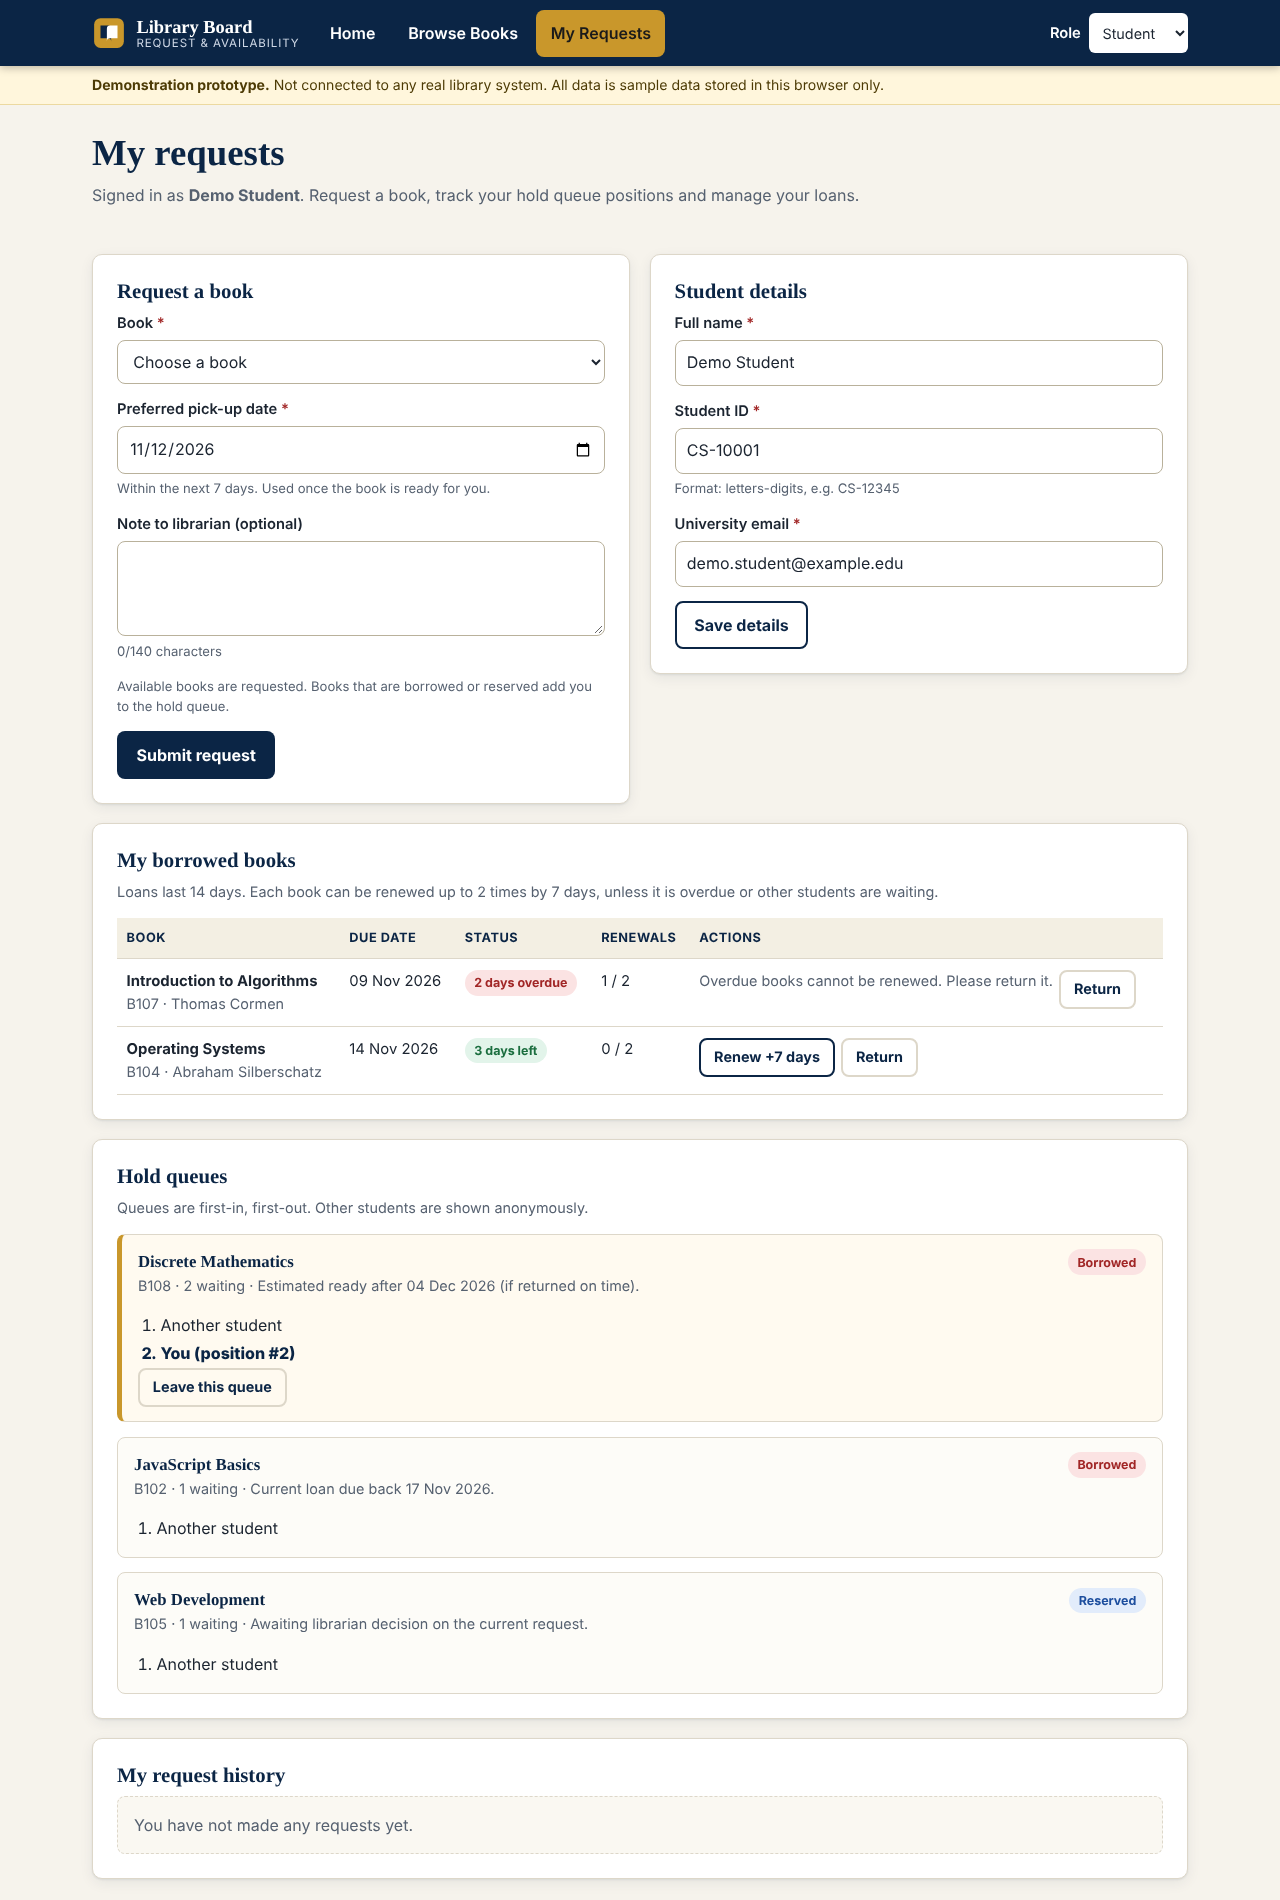 Library Board
REQUEST & AVAILABILITY
Home
Browse Books
My Requests
Role
Student
Demonstration prototype. Not connected to any real library system. All data is sample data stored in this browser only.
My requests
Signed in as Demo Student. Request a book, track your hold queue positions and manage your loans.
Request a book
Book *
Choose a book
Preferred pick-up date *
11/12/2026
Within the next 7 days. Used once the book is ready for you.
Note to librarian (optional)
0/140 characters
Available books are requested. Books that are borrowed or reserved add you
to the hold queue.
Submit request
Student details
Full name *
Demo Student
Student ID *
CS-10001
Format: letters-digits, e.g. CS-12345
University email *
demo.student@example.edu
Save details
My borrowed books
Loans last 14 days. Each book can be renewed up to 2 times by 7 days, unless it is overdue or other students are waiting.
BOOK DUE DATE STATUS RENEWALS ACTIONS
Introduction to Algorithms 09 Nov 2026 2 days overdue 1 / 2 Overdue books cannot be renewed. Please return it. Return
B107 · Thomas Cormen
Operating Systems 14 Nov 2026 3 days left 0 / 2 Renew +7 days Return
B104 · Abraham Silberschatz
Hold queues
Queues are first-in, first-out. Other students are shown anonymously.
Discrete Mathematics Borrowed
B108 · 2 waiting · Estimated ready after 04 Dec 2026 (if returned on time).
1. Another student
2. You (position #2)
Leave this queue
JavaScript Basics Borrowed
B102 · 1 waiting · Current loan due back 17 Nov 2026.
1. Another student
Web Development Reserved
B105 · 1 waiting · Awaiting librarian decision on the current request.
1. Another student
My request history
You have not made any requests yet.